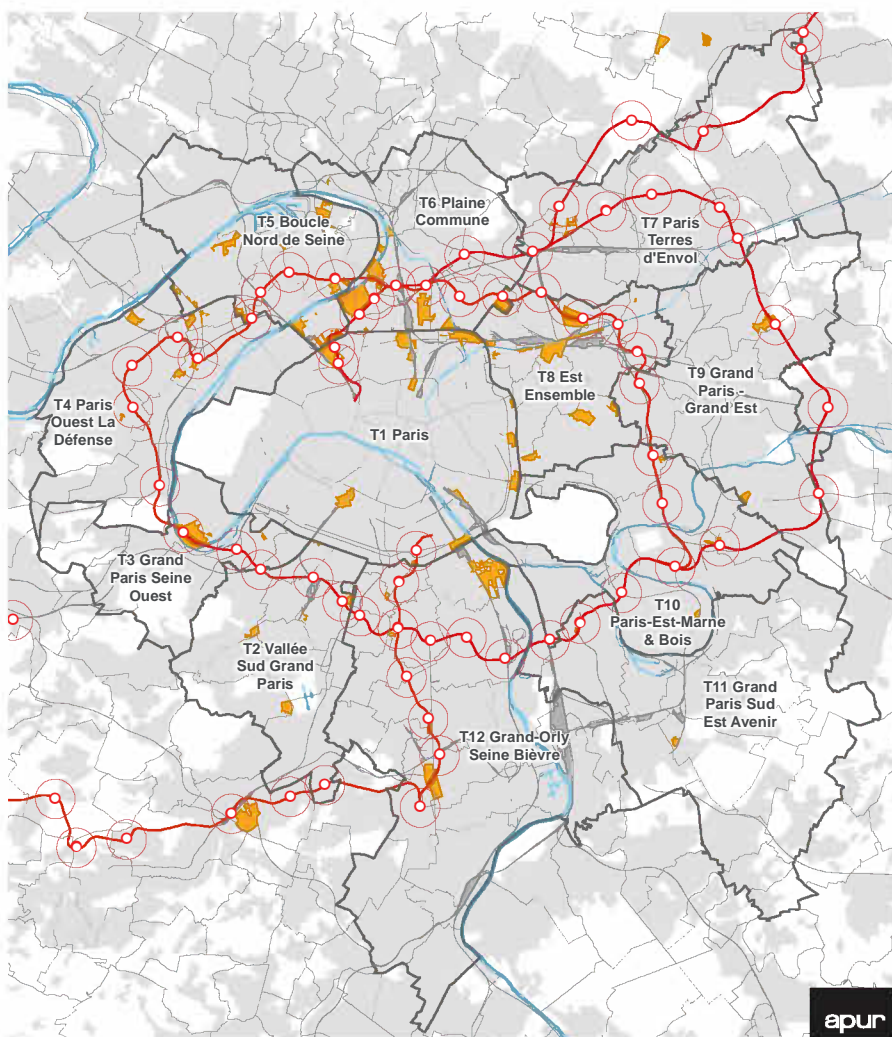 T6 Plaine
Commune
T5 Boucle
Nord de Seine
T7 Paris
Terres
d'Envol
T8 Est
Ensemble
T9 Grand
Paris -
Grand Est
T4 Paris
Ouest La
Défense
T1 Paris
T3 Grand
Paris Seine
Ouest
T10
Paris-Est-Marne
& Bois
T2 Vallée
Sud Grand
Paris
T11 Grand
Paris Sud
Est Avenir
T12 Grand-Orly
Seine Bièvre
apur